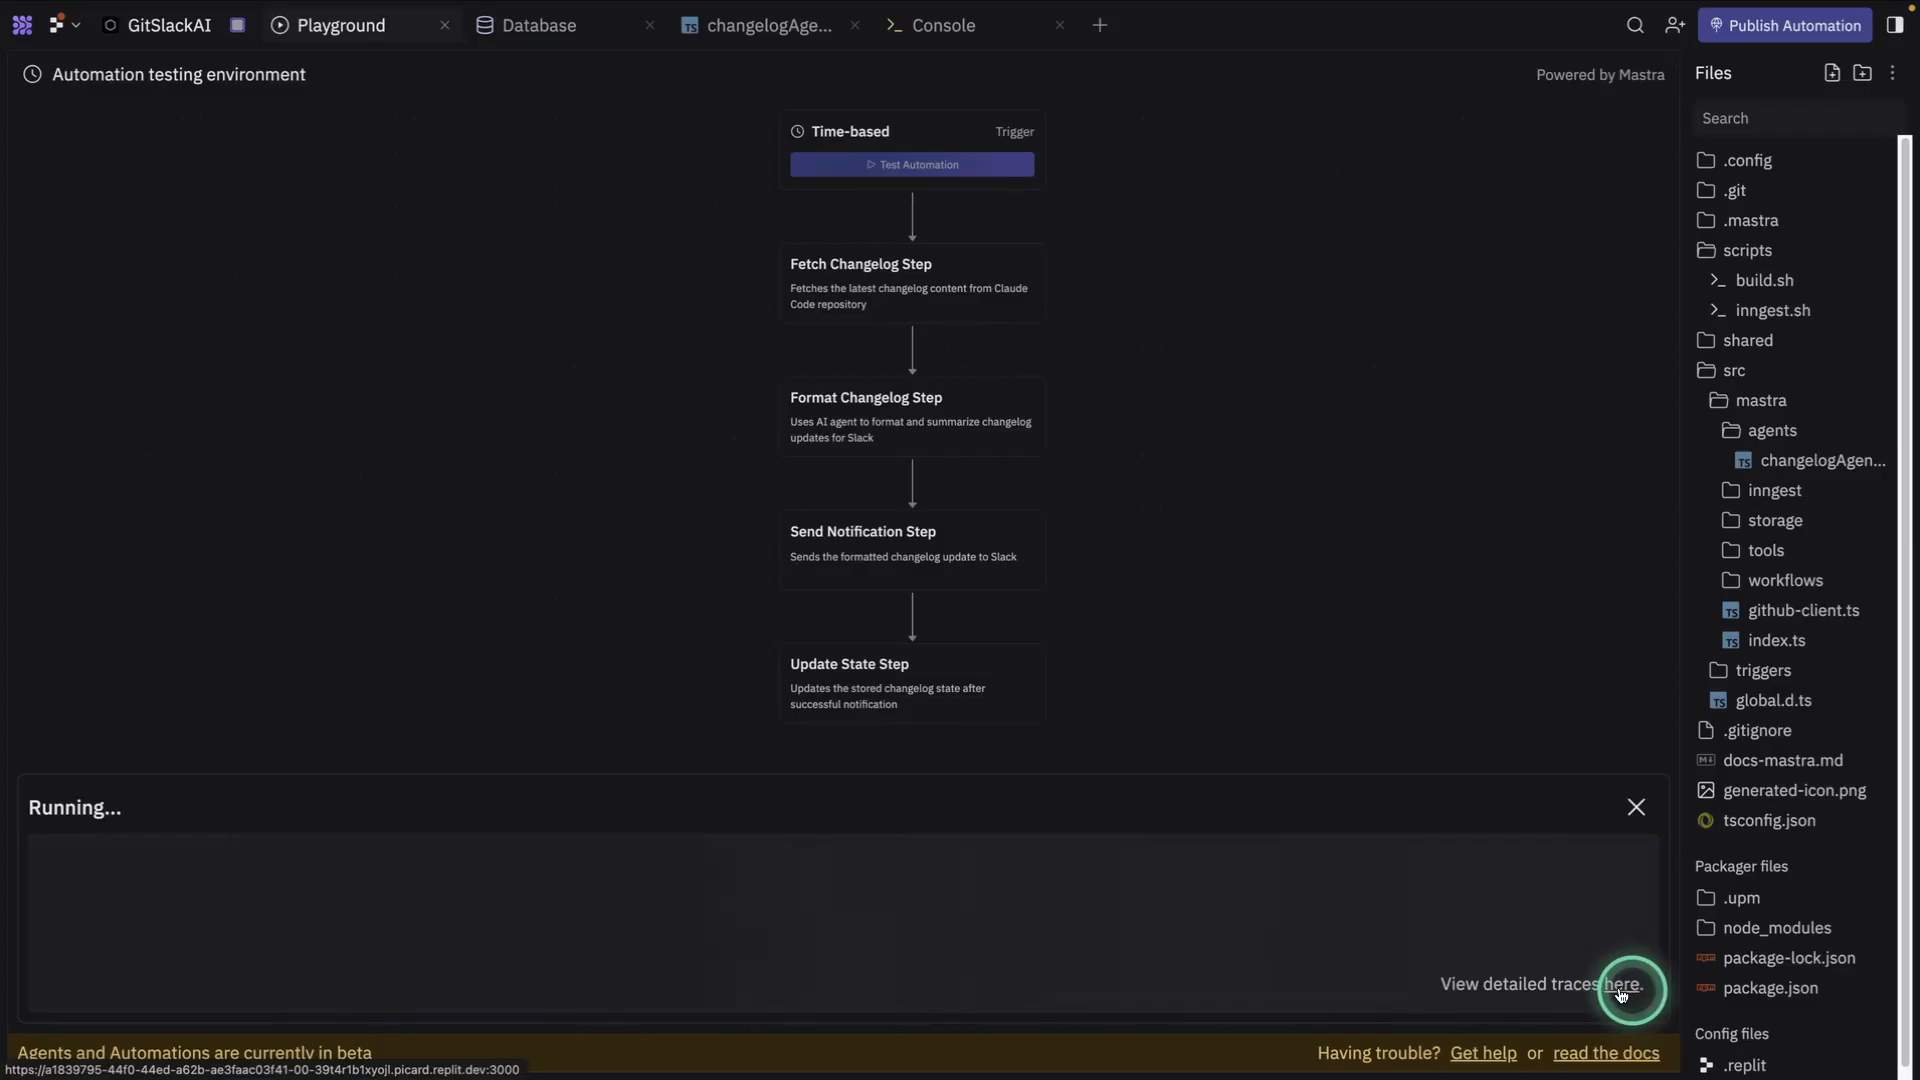 GitSlackAI
Playground
Database
changelogAge...
Console
Publish Automation
Automation testing environment
Powered by Mastra
Time-based
Trigger
Test Automation
Fetch Changelog Step
Fetches the latest changelog content from Claude
Code repository
Format Changelog Step
Uses AI agent to format and summarize changelog
updates for Slack
Send Notification Step
Sends the formatted changelog update to Slack
Update State Step
Updates the stored changelog state after
successful notification
Running...
View detailed traces here.
Agents and Automations are currently in beta
Having trouble? Get help or read the docs
https://a1839795-44f0-44ed-a62b-ae3faac03f41-00-39t4r1b1xyojl.picard.replit.dev:3000
Files
Search
.config
.git
.mastra
scripts
build.sh
inngest.sh
shared
src
mastra
agents
TS changelogAgen...
inngest
storage
tools
workflows
TS github-client.ts
TS index.ts
triggers
TS global.d.ts
.gitignore
docs-mastra.md
generated-icon.png
tsconfig.json
Packager files
.upm
node_modules
package-lock.json
package.json
Config files
.replit